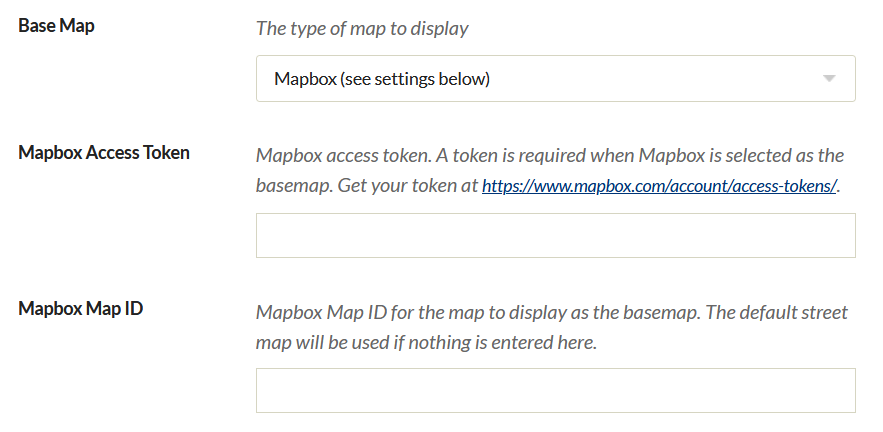 Base Map
The type of map to display
Mapbox (see settings below)
Mapbox Access Token
Mapbox access token. A token is required when Mapbox is selected as the
basemap. Get your token at https://www.mapbox.com/account/access-tokens/.
Mapbox Map ID
Mapbox Map ID for the map to display as the basemap. The default street
map will be used if nothing is entered here.